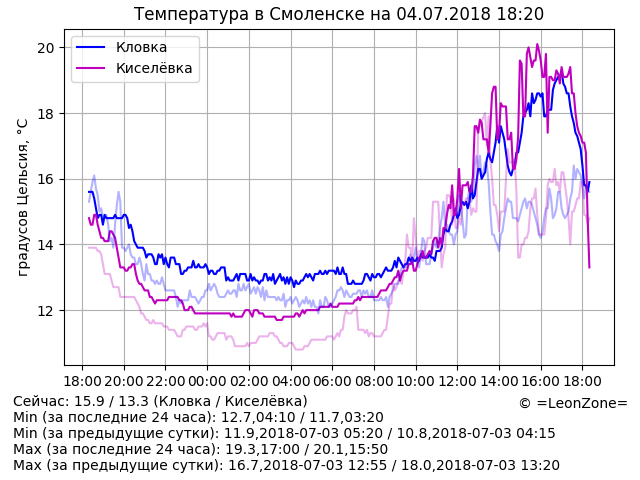 Температура в Смоленске на 04.07.2018 18:20
Кловка
Киселёвка
градусов Цельсия, °C
20
18
16
14
12
18:00 20:00 22:00 00:00 02:00 04:00 06:00 08:00 10:00 12:00 14:00 16:00 18:00
Сейчас: 15.9 / 13.3 (Кловка / Киселёвка)
© =LeonZone=
Min (за последние 24 часа): 12.7,04:10 / 11.7,03:20
Min (за предыдущие сутки): 11.9,2018-07-03 05:20 / 10.8,2018-07-03 04:15
Max (за последние 24 часа): 19.3,17:00 / 20.1,15:50
Max (за предыдущие сутки): 16.7,2018-07-03 12:55 / 18.0,2018-07-03 13:20